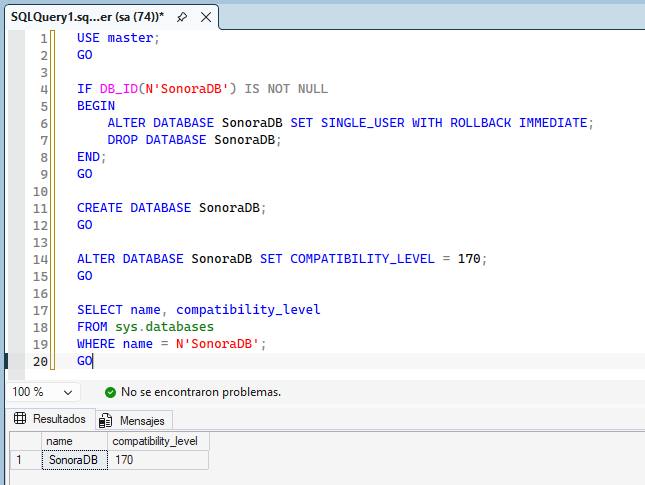 SQLQuery1.sq...er (sa (74))*
1 USE master;
2 GO
3
4 IF DB_ID(N'SonoraDB') IS NOT NULL
5 BEGIN
6 ALTER DATABASE SonoraDB SET SINGLE_USER WITH ROLLBACK IMMEDIATE;
7 DROP DATABASE SonoraDB;
8 END;
9 GO
10
11 CREATE DATABASE SonoraDB;
12 GO
13
14 ALTER DATABASE SonoraDB SET COMPATIBILITY_LEVEL = 170;
15 GO
16
17 SELECT name, compatibility_level
18 FROM sys.databases
19 WHERE name = N'SonoraDB';
20 GO
100 % No se encontraron problemas.
Resultados Mensajes
name compatibility_level
1 SonoraDB 170